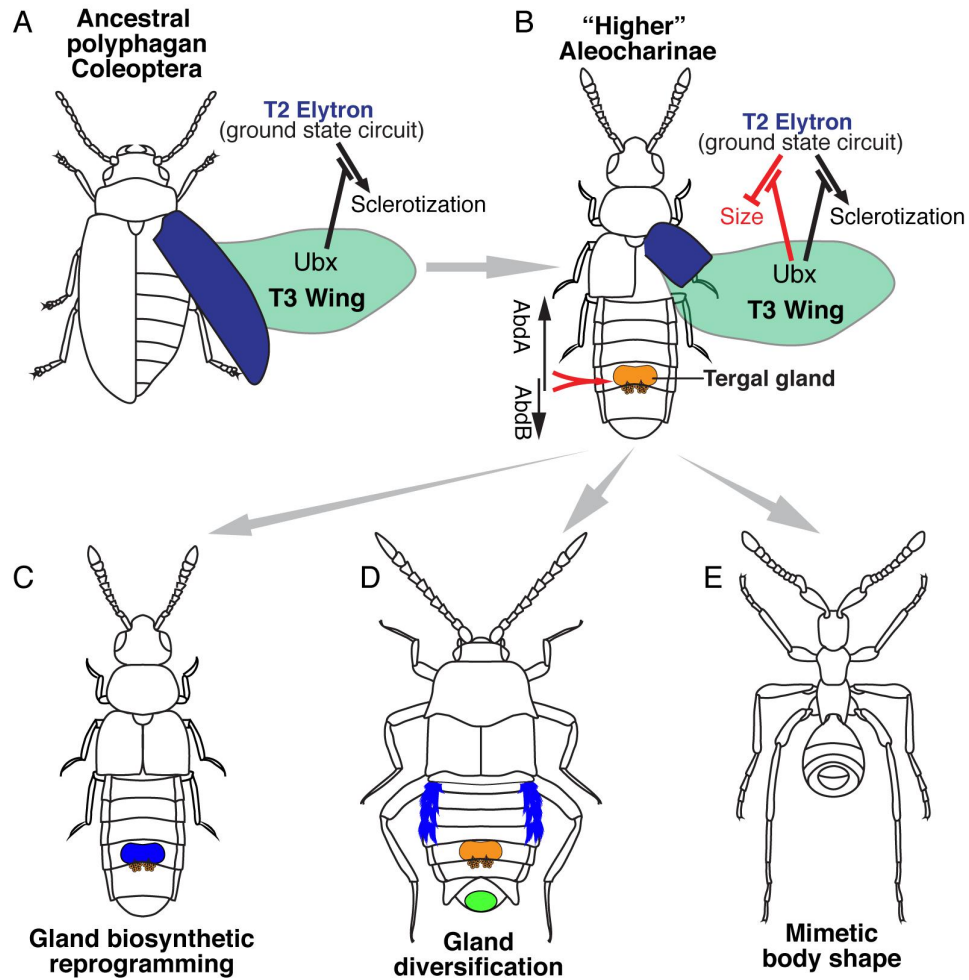 A
Ancestral
polyphagan
Coleoptera
T2 Elytron
(ground state circuit)
Sclerotization
Ubx
T3 Wing
B
“Higher”
Aleocharinae
T2 Elytron
(ground state circuit)
Size
Sclerotization
Ubx
T3 Wing
AbdA
AbdB
Tergal gland
C
Gland biosynthetic
reprogramming
D
Gland
diversification
E
Mimetic
body shape